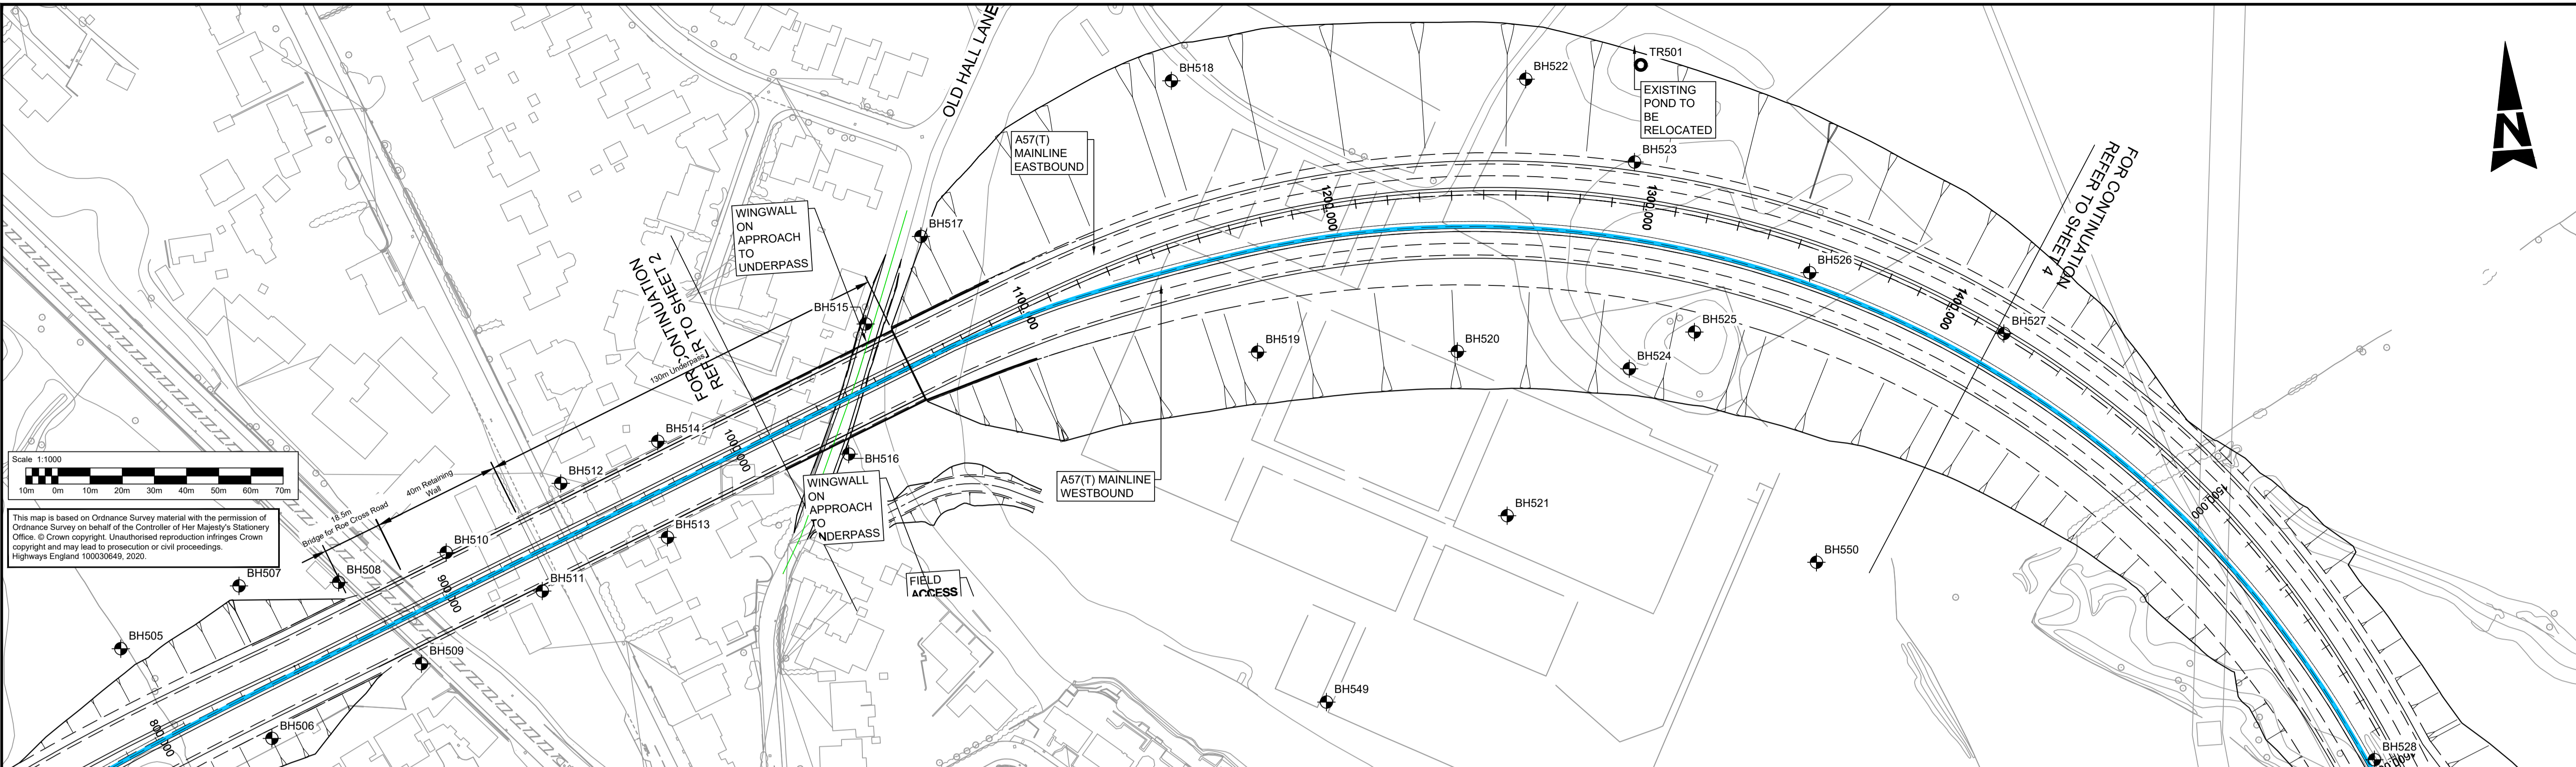 OLD HALL LANE
BH518
BH522
TR501
EXISTING
POND TO
BE
RELOCATED
N
A57(T)
MAINLINE
EASTBOUND
BH523
FOR CONTINUATION
REFER TO SHEET 4
WINGWALL
ON
APPROACH
TO
UNDERPASS
BH517
1200.000
1300.000
BH526
FOR CONTINUATION
REFER TO SHEET 2
BH515
1400.000
BH527
BH525
BH519
BH520
BH524
130m Underpass
BH514
1000.000
BH516
Scale 1:1000
10m 0m 10m 20m 30m 40m 50m 60m 70m
40m Retaining
Wall
BH512
WINGWALL
ON
APPROACH
TO
UNDERPASS
A57(T) MAINLINE
WESTBOUND
1500.000
This map is based on Ordnance Survey material with the permission of
Ordnance Survey on behalf of the Controller of Her Majesty's Stationery
Office. © Crown copyright. Unauthorised reproduction infringes Crown
copyright and may lead to prosecution or civil proceedings.
Highways England 100030649, 2020.
18.5m
Bridge for Roe Cross Road
BH510
BH513
BH521
BH550
BH507
BH508
900.000
BH511
FIELD
ACCESS
BH505
BH509
BH549
BH506
800.000
BH528